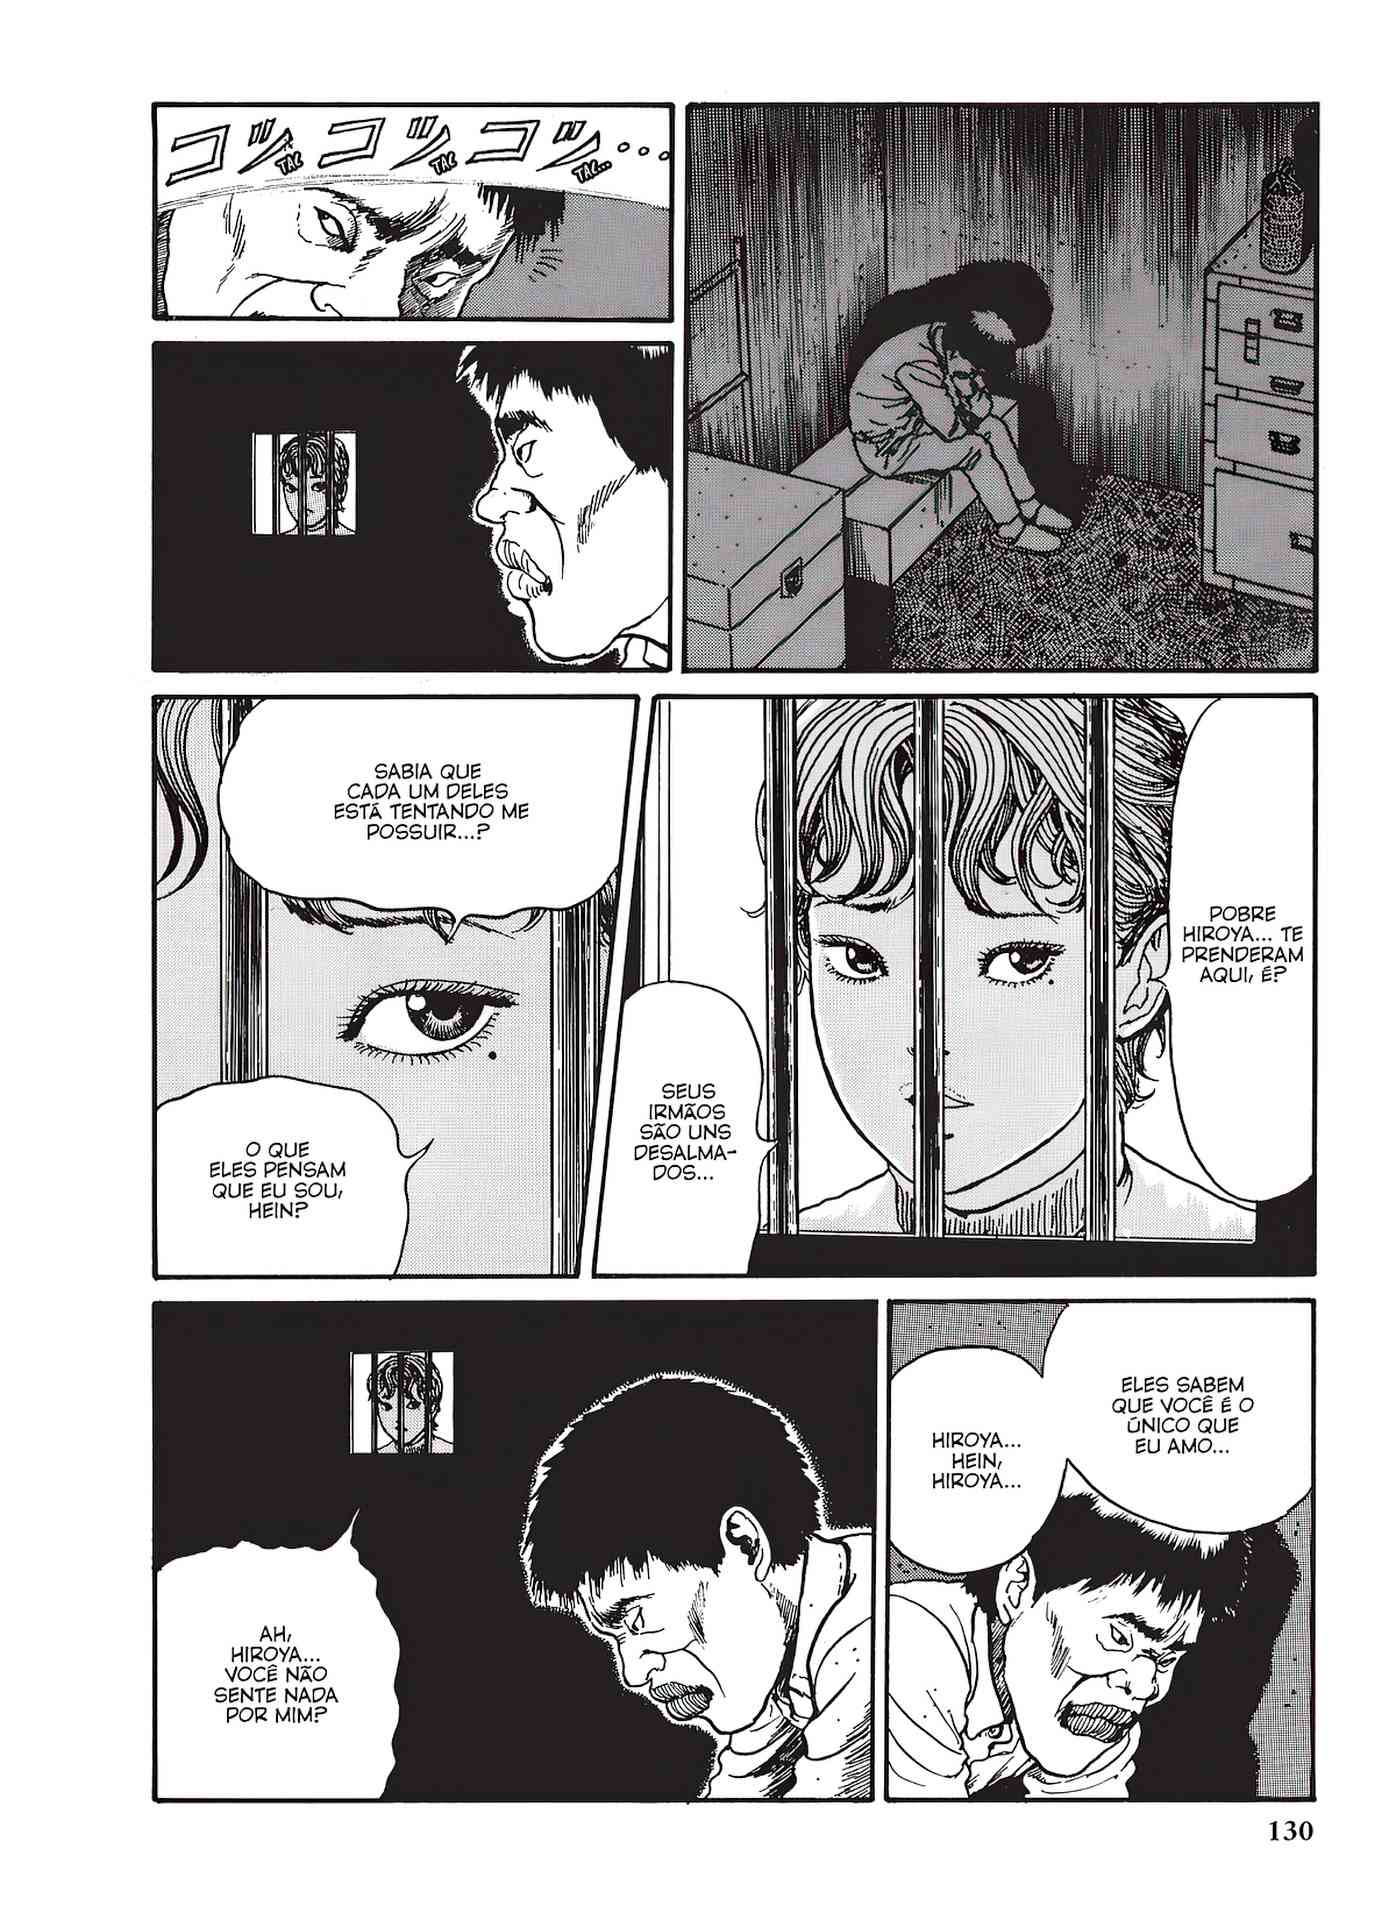 コツ コツ コツ...
TAC
TAC
TAC...
POBRE
HIROYA... TE
PRENDERAM
AQUI, É?
SEUS
IRMÃOS
SÃO UNS
DESALMA-
DOS...
SABIA QUE
CADA UM DELES
ESTÁ TENTANDO ME
POSSUIR...?
O QUE
ELES PENSAM
QUE EU SOU,
HEIN?
ELES SABEM
QUE VOCÊ É O
ÚNICO QUE
EU AMO...
HIROYA...
HEIN,
HIROYA...
AH,
HIROYA...
VOCÊ NÃO
SENTE NADA
POR MIM?
130